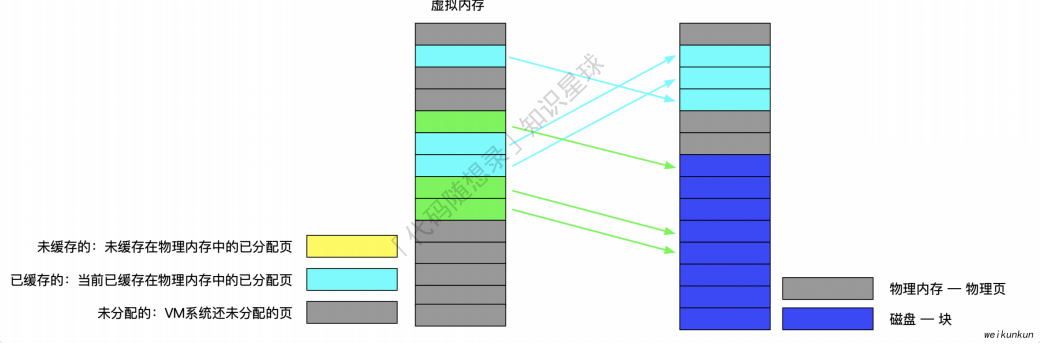 虚拟内存
「代码随想录」知识星球
未缓存的：未缓存在物理内存中的已分配页
已缓存的：当前已缓存在物理内存中的已分配页
未分配的：VM系统还未分配的页
物理内存 — 物理页
磁盘 — 块
weikunkun